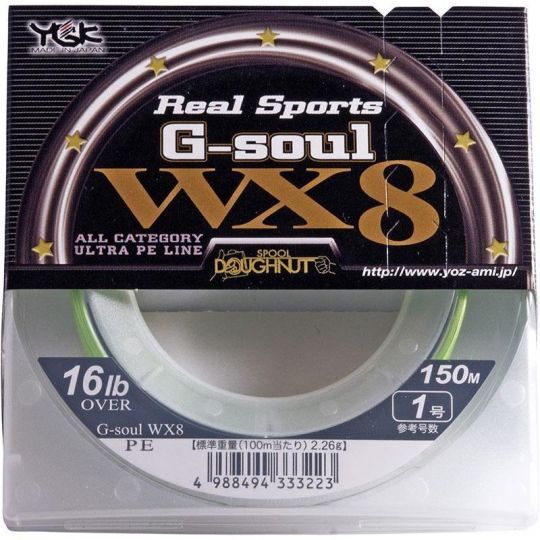 YGK
MADE IN JAPAN
Real Sports
G-soul
WX8
ALL CATEGORY
ULTRA PE LINE
SPOOL
DOUGHNUT
http://www.yoz-ami.jp/
16lb
OVER
150M
1号
参考号数
G-soul WX8
PE
【標準重量(100m当たり) 2.26g】
4 988494 333223